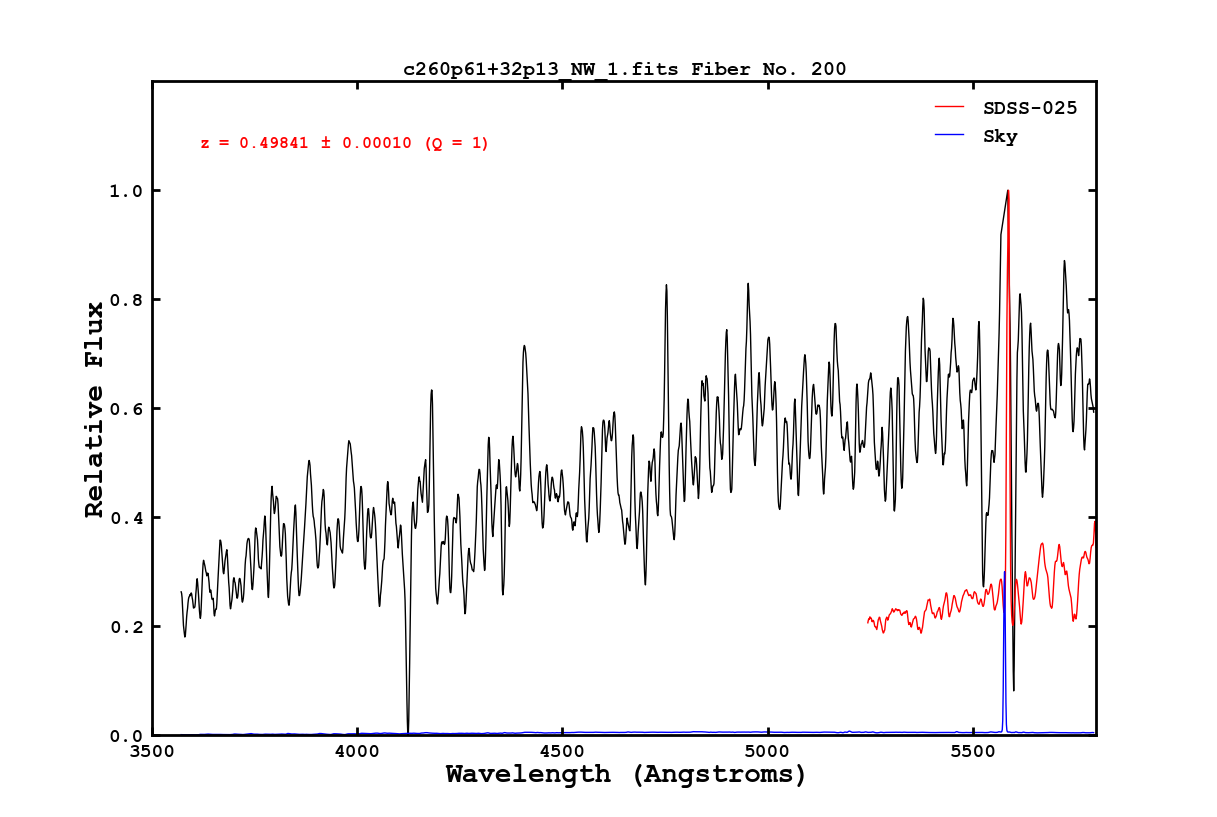 c260p61+32p13_NW_1.fits Fiber No. 200
SDSS-025
Sky
z = 0.49841 ± 0.00010 (Q = 1)
1.0
0.8
0.6
0.4
0.2
0.0
Relative Flux
3500
4000
4500
5000
5500
Wavelength (Angstroms)